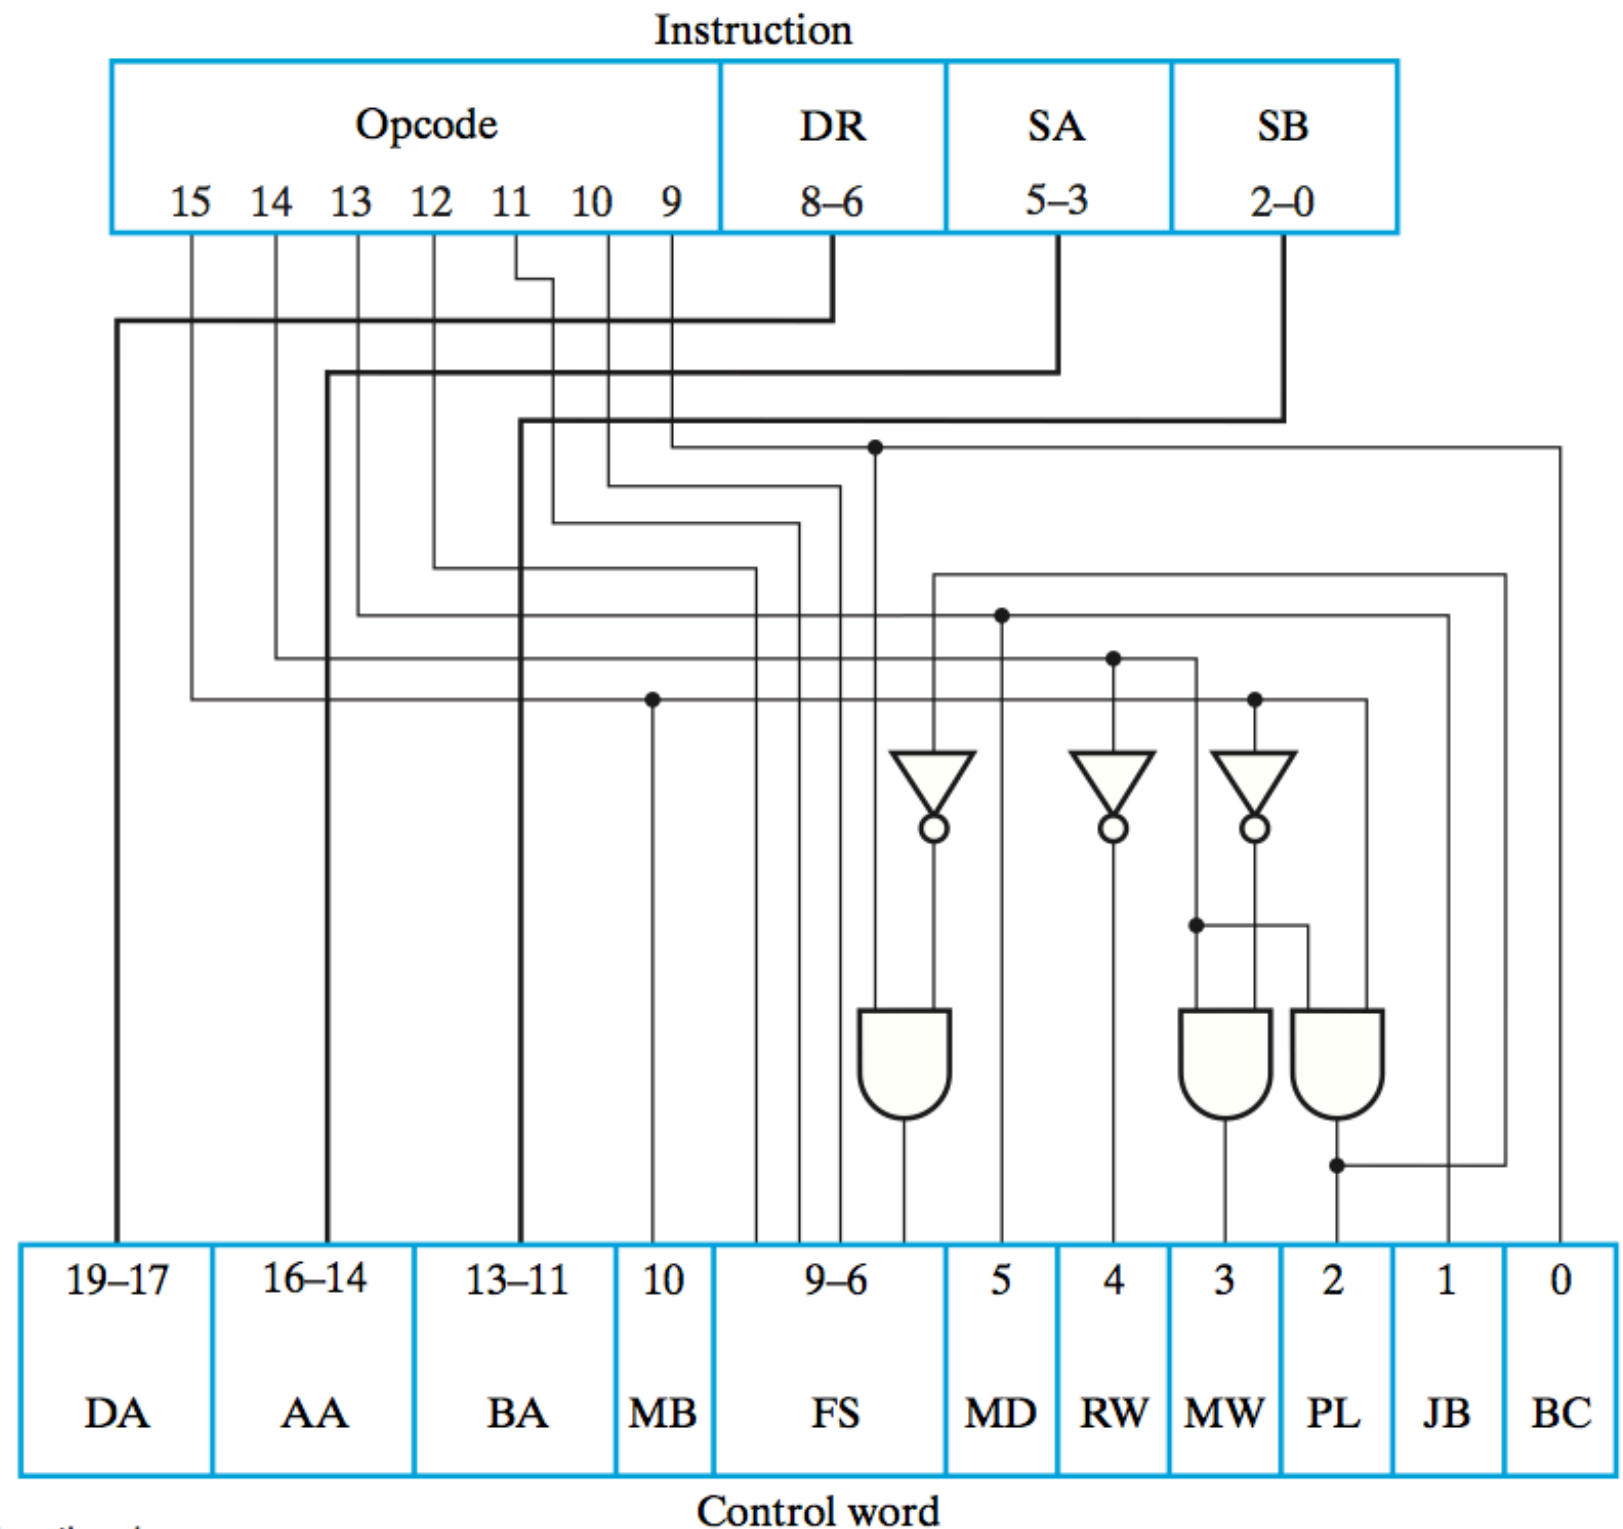 Instruction
Opcode DR SA SB
15 14 13 12 11 10 9 8–6 5–3 2–0
19–17 16–14 13–11 10 9–6 5 4 3 2 1 0
DA AA BA MB FS MD RW MW PL JB BC
Control word